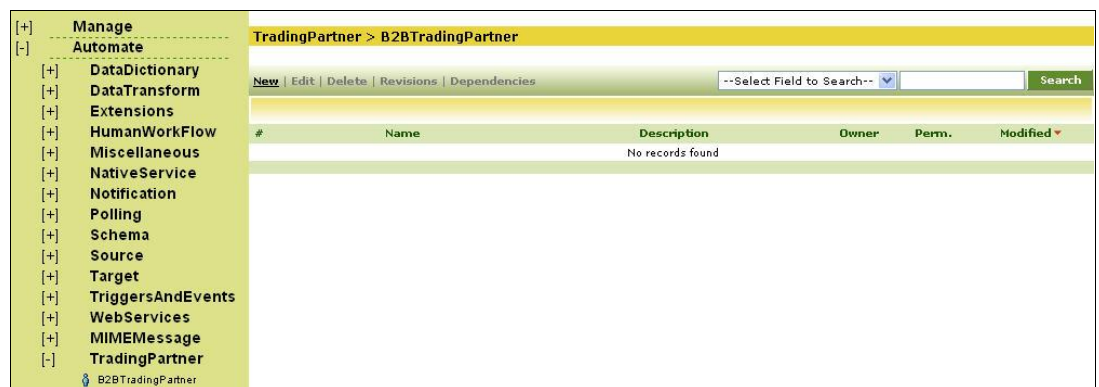 [+] Manage
[-] Automate
[+] DataDictionary
[+] DataTransform
[+] Extensions
[+] HumanWorkFlow
[+] Miscellaneous
[+] NativeService
[+] Notification
[+] Polling
[+] Schema
[+] Source
[+] Target
[+] TriggersAndEvents
[+] WebServices
[+] MIMEMessage
[-] TradingPartner
B2BTradingPartner
TradingPartner > B2BTradingPartner
New | Edit | Delete | Revisions | Dependencies --Select Field to Search-- Search
# Name Description Owner Perm. Modified
No records found